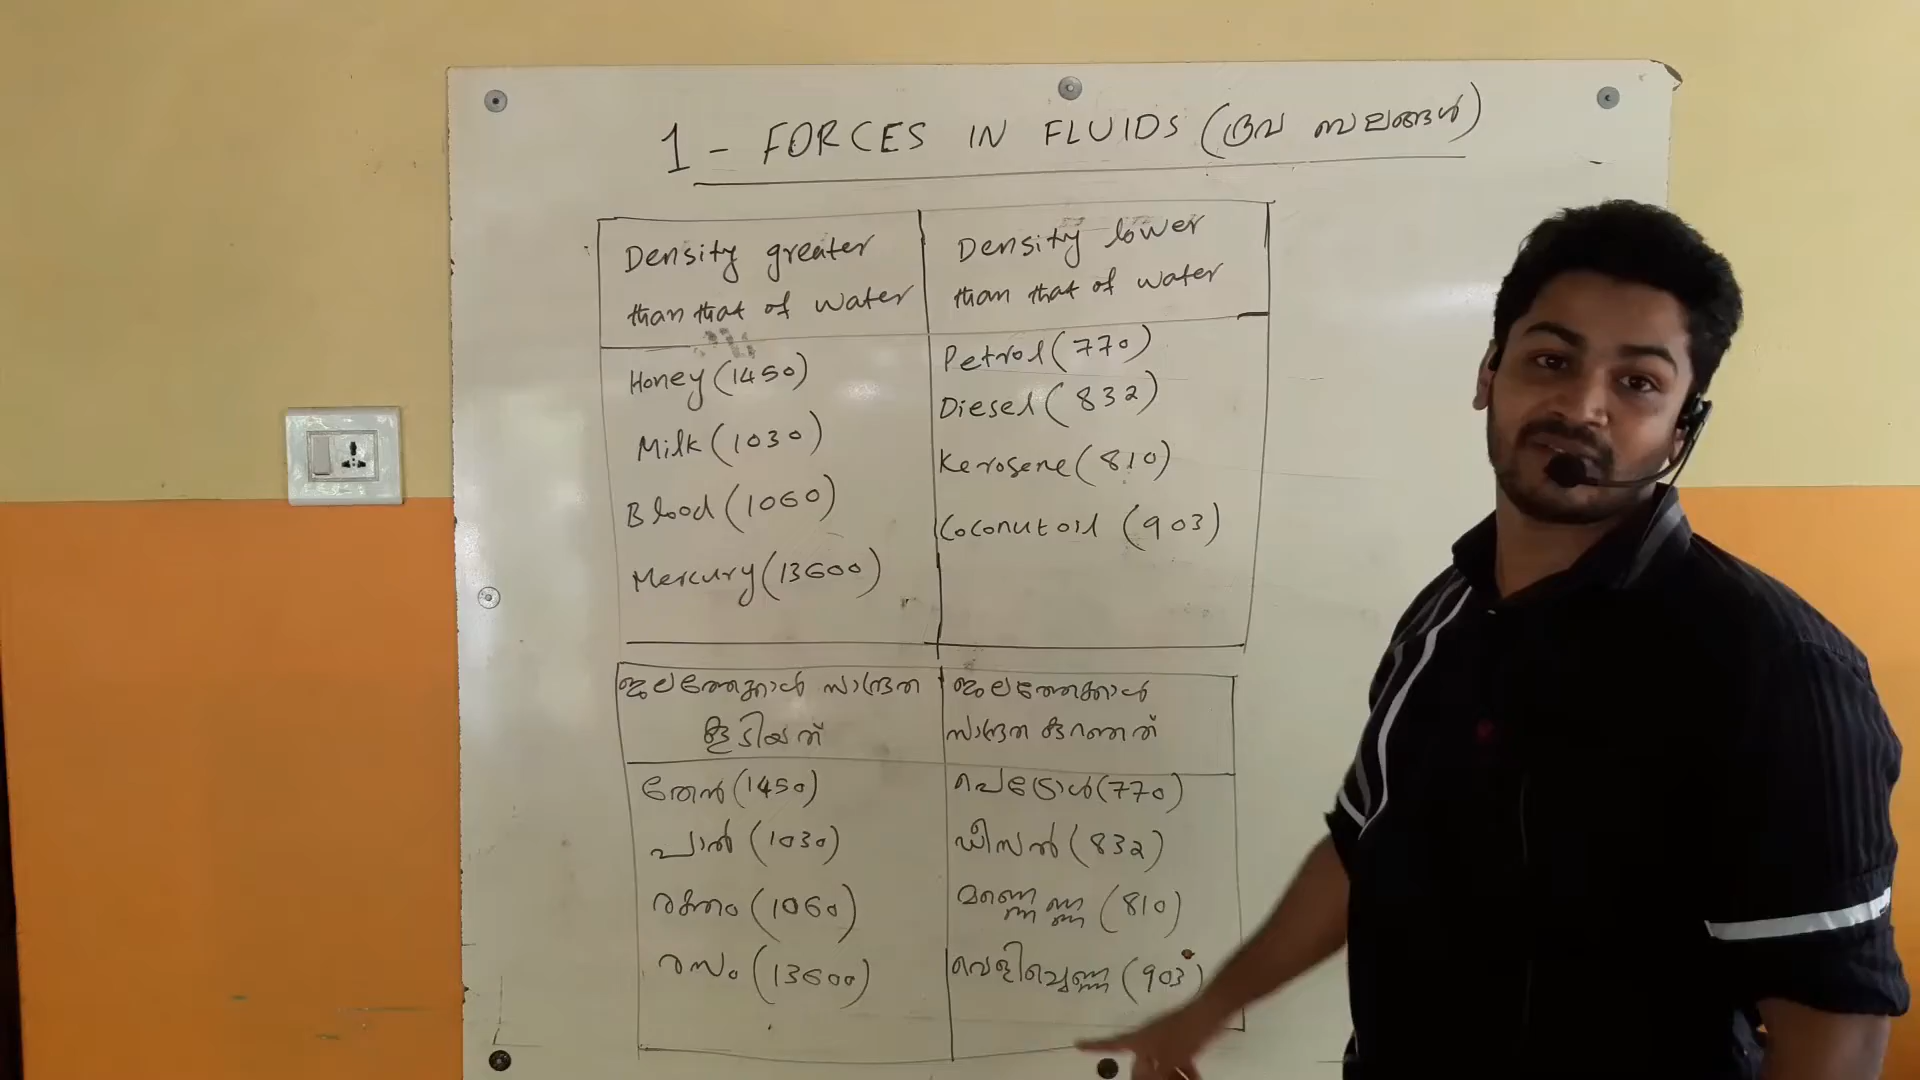 1 - FORCES IN FLUIDS (ദ്രവ ബലങ്ങൾ)
Density greater
than that of water
Honey (1450)
Milk (1030)
Blood (1060)
Mercury (13600)
Density lower
than that of water
Petrol (770)
Diesel (832)
Kerosene (810)
Coconut oil (903)
ജലത്തേക്കാൾ സാന്ദ്രത
കൂടിയത്
തേൻ (1450)
പാൽ (1030)
രക്തം (1060)
രസം (13600)
ജലത്തേക്കാൾ
സാന്ദ്രത കുറഞ്ഞത്
പെട്രോൾ (770)
ഡീസൽ (832)
മണ്ണെണ്ണ (810)
വെളിച്ചെണ്ണ (903)